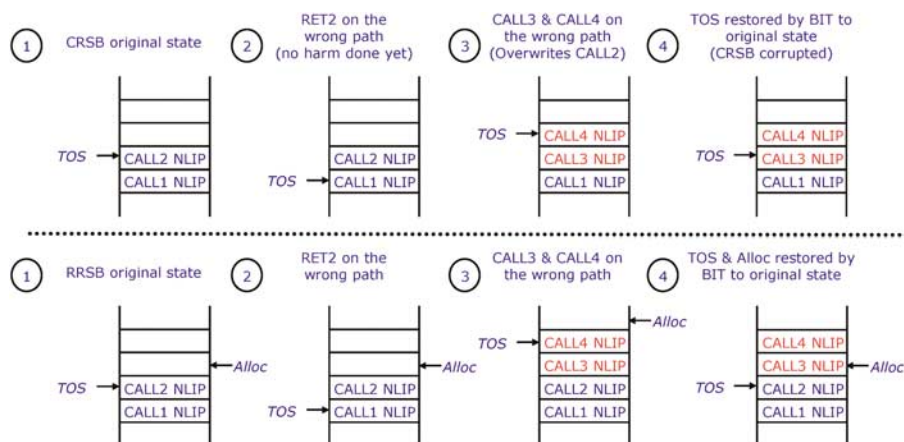 1
CRSB original state
2
RET2 on the
wrong path
(no harm done yet)
3
CALL3 & CALL4 on
the wrong path
(Overwrites CALL2)
4
TOS restored by BIT to
original state
(CRSB corrupted)
TOS
CALL2 NLIP
CALL1 NLIP
TOS
CALL2 NLIP
CALL1 NLIP
TOS
CALL4 NLIP
CALL3 NLIP
CALL1 NLIP
TOS
CALL4 NLIP
CALL3 NLIP
CALL1 NLIP
1
RRSB original state
2
RET2 on the
wrong path
3
CALL3 & CALL4 on
the wrong path
4
TOS & Alloc restored by
BIT to original state
Alloc
TOS
CALL2 NLIP
CALL1 NLIP
Alloc
TOS
CALL2 NLIP
CALL1 NLIP
Alloc
TOS
CALL4 NLIP
CALL3 NLIP
CALL2 NLIP
CALL1 NLIP
Alloc
TOS
CALL4 NLIP
CALL3 NLIP
CALL2 NLIP
CALL1 NLIP